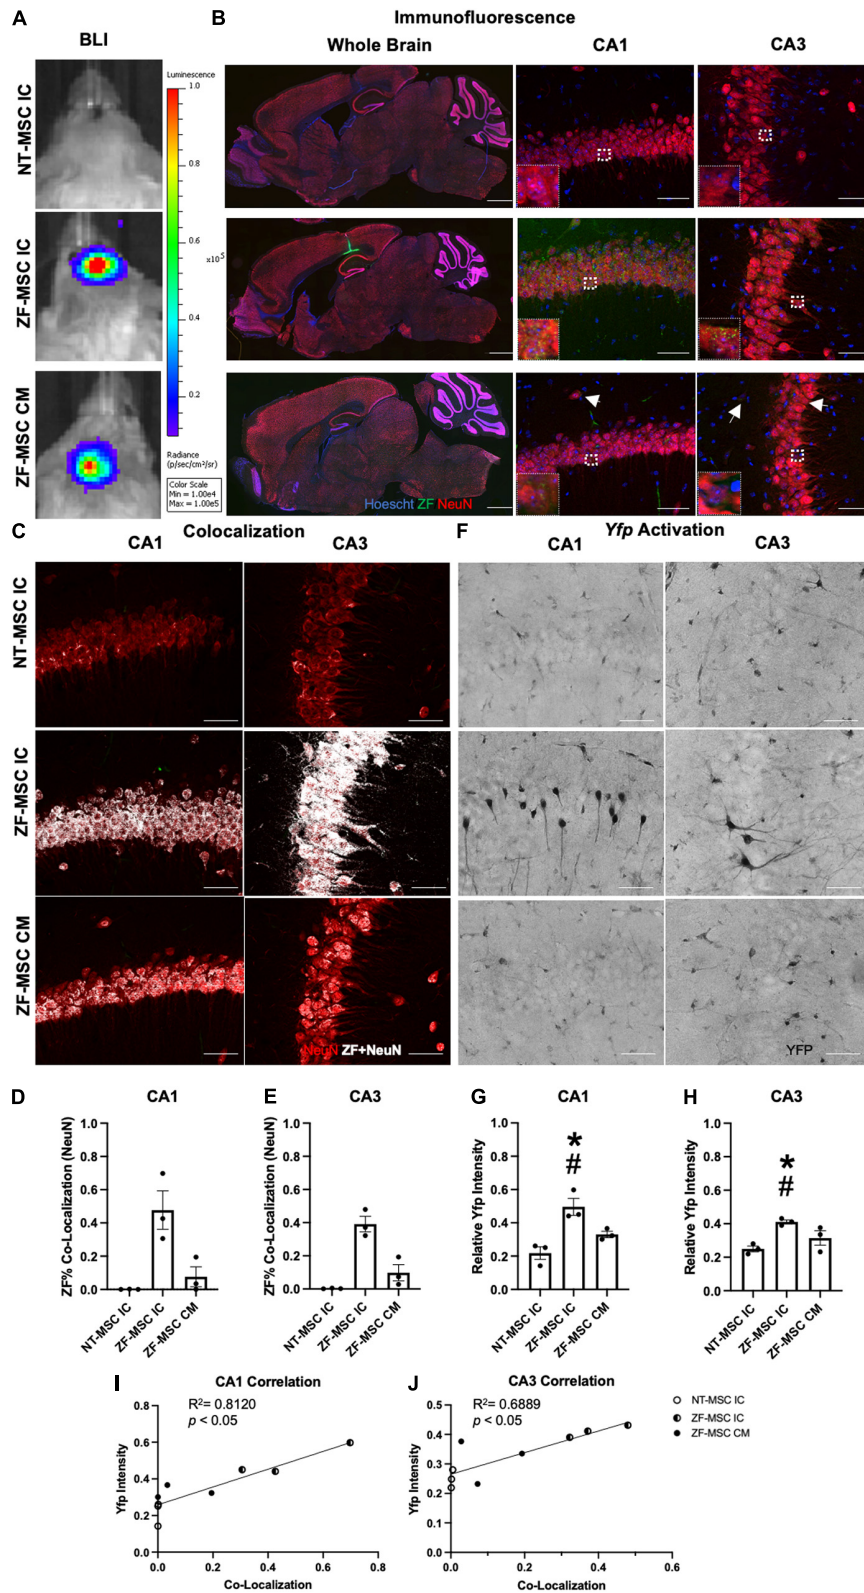 A
BLI
NT-MSC IC
ZF-MSC IC
ZF-MSC CM
Luminescence
1.0
0.8
0.6
x10⁵
0.4
0.2
Radiance
(p/sec/cm²/sr)
Color Scale
Min = 1.00e4
Max = 1.00e5
B
Immunofluorescence
Whole Brain
CA1
CA3
Hoescht ZF NeuN
C
Colocalization
CA1
CA3
NT-MSC IC
ZF-MSC IC
ZF-MSC CM
NeuN ZF+NeuN
F
Yfp Activation
CA1
CA3
YFP
D
CA1
ZF% Co-Localization (NeuN)
1.0
0.8
0.6
0.4
0.2
0.0
NT-MSC IC
ZF-MSC IC
ZF-MSC CM
E
CA3
ZF% Co-Localization (NeuN)
1.0
0.8
0.6
0.4
0.2
0.0
NT-MSC IC
ZF-MSC IC
ZF-MSC CM
G
CA1
Relative Yfp Intensity
1.0
0.8
0.6
0.4
0.2
0.0
*
#
NT-MSC IC
ZF-MSC IC
ZF-MSC CM
H
CA3
Relative Yfp Intensity
1.0
0.8
0.6
0.4
0.2
0.0
*
#
NT-MSC IC
ZF-MSC IC
ZF-MSC CM
I
CA1 Correlation
R²= 0.8120
p < 0.05
Yfp Intensity
0.8
0.6
0.4
0.2
0.0
0.0 0.2 0.4 0.6 0.8
Co-Localization
J
CA3 Correlation
R²= 0.6889
p < 0.05
Yfp Intensity
0.5
0.4
0.3
0.2
0.1
0.0
0.0 0.2 0.4 0.6
Co-Localization
NT-MSC IC
ZF-MSC IC
ZF-MSC CM